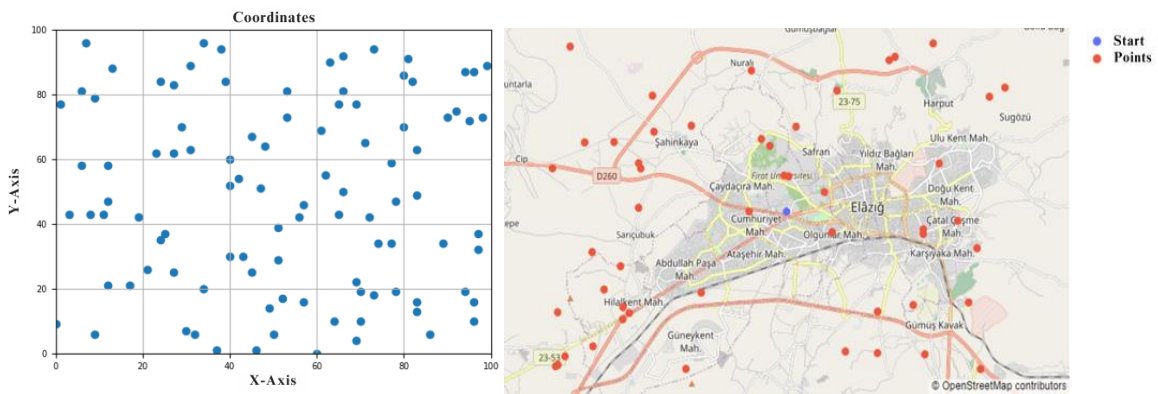 Coordinates
100
80
60
40
20
0
0
20
40
60
80
100
Y-Axis
X-Axis
Gümüşbağlar
Nuralı
untarla
23-75
Harput
Sugözü
Şahinkaya
Ulu Kent Mah.
Safran
Yıldız Bağları
Mah.
Cip
D260
Fırat Üniversitesi
Çaydaçıra Mah.
Doğu Kent
Mah.
Elâzığ
epe
Sarıçubuk
Cumhuriyet
Mah.
Olgunlar Mah.
Çatal Çeşme
Mah.
Ataşehir Mah.
Karşıyaka Mah.
Abdullah Paşa
Mah.
Hilalkent Mah.
Güneykent
Mah.
Gümüş Kavak
23-53
© OpenStreetMap contributors
Start
Points